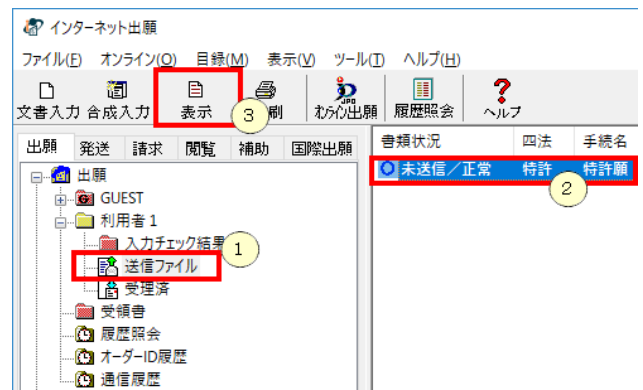 インターネット出願
ファイル(F) オンライン(O) 目録(M) 表示(V) ツール(T) ヘルプ(H)
文書入力 合成入力 表示 3 刷 オンライン出願 履歴照会 ヘルプ
出願 発送 請求 閲覧 補助 国際出願
書類状況 四法 手続名
未送信／正常 特許 特許願
2
出願
GUEST
利用者1
入力チェック結果
1
送信ファイル
受理済
受領書
履歴照会
オーダーID履歴
通信履歴